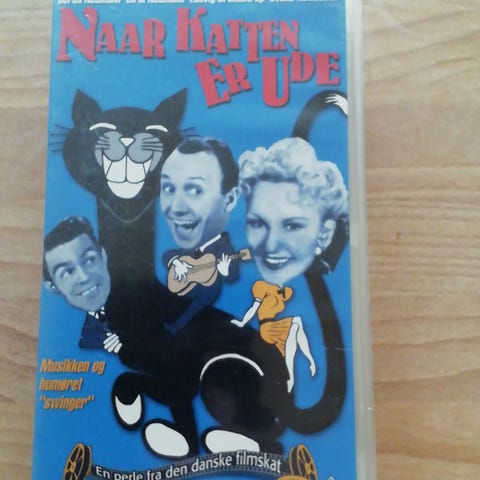 NAAR KATTEN
ER UDE
Musikken og
humøret
"swinger"
En perle fra den danske filmskat